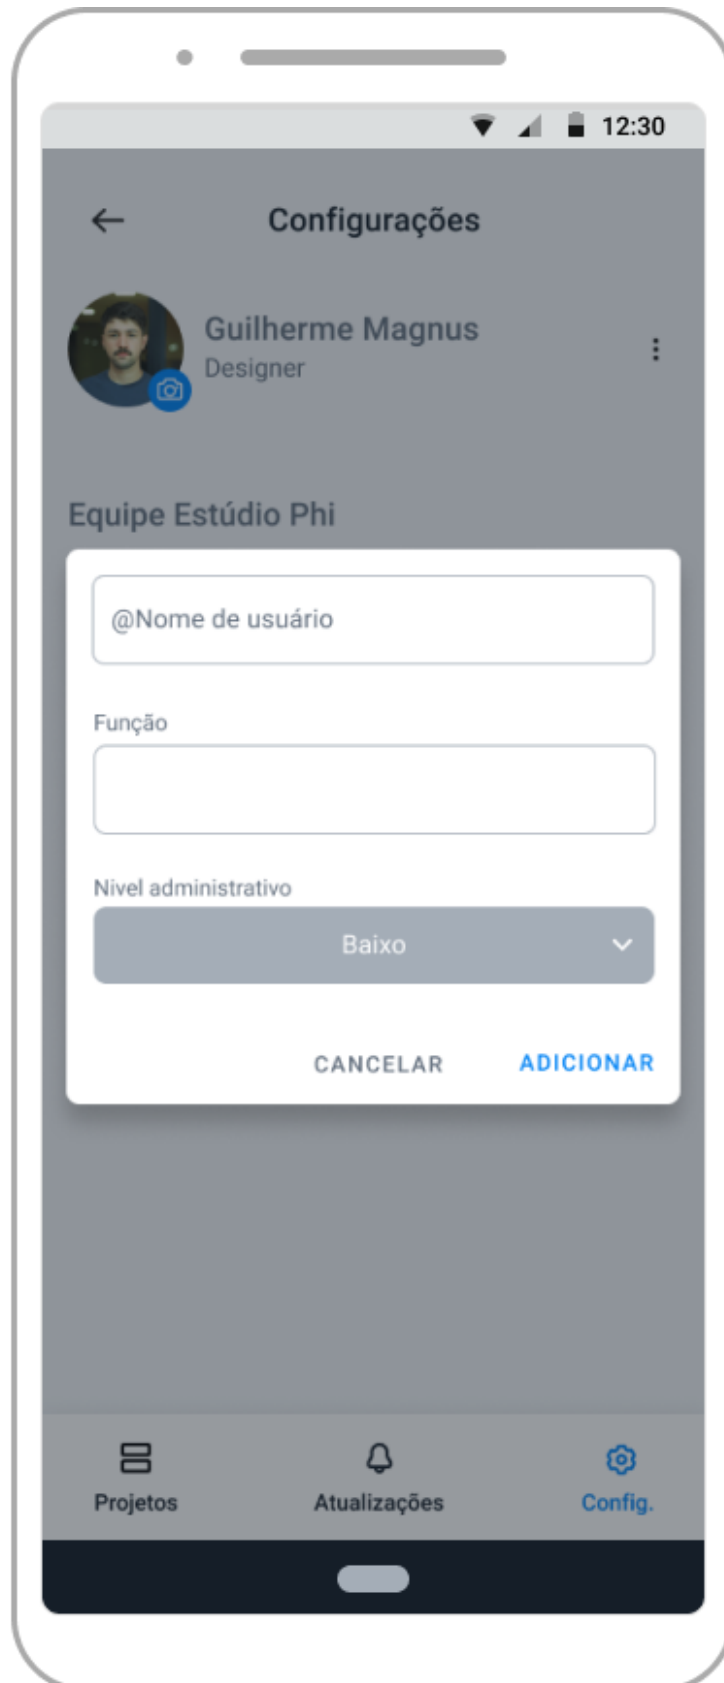 12:30
Configurações
Guilherme Magnus
Designer
Equipe Estúdio Phi
@Nome de usuário
Função
Nivel administrativo
Baixo
CANCELAR ADICIONAR
Projetos Atualizações Config.